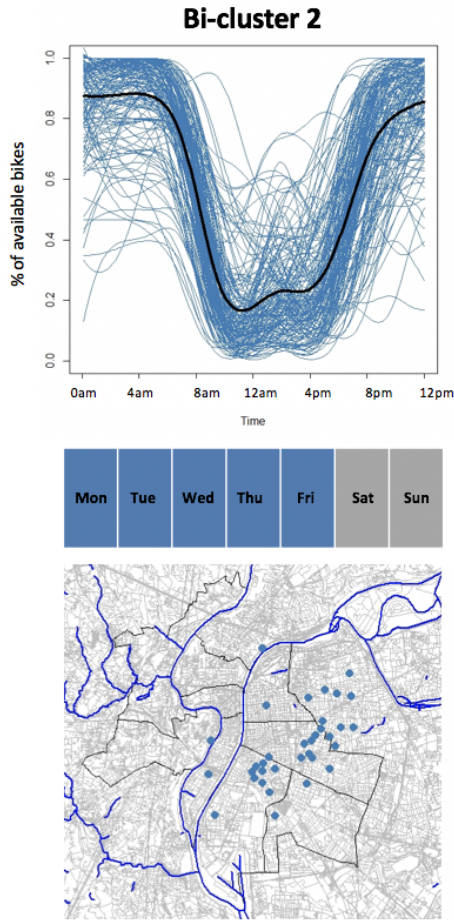 Bi-cluster 2
% of available bikes
1.0
0.8
0.6
0.4
0.2
0.0
0am 4am 8am 12am 4pm 8pm 12pm
Time
Mon Tue Wed Thu Fri Sat Sun